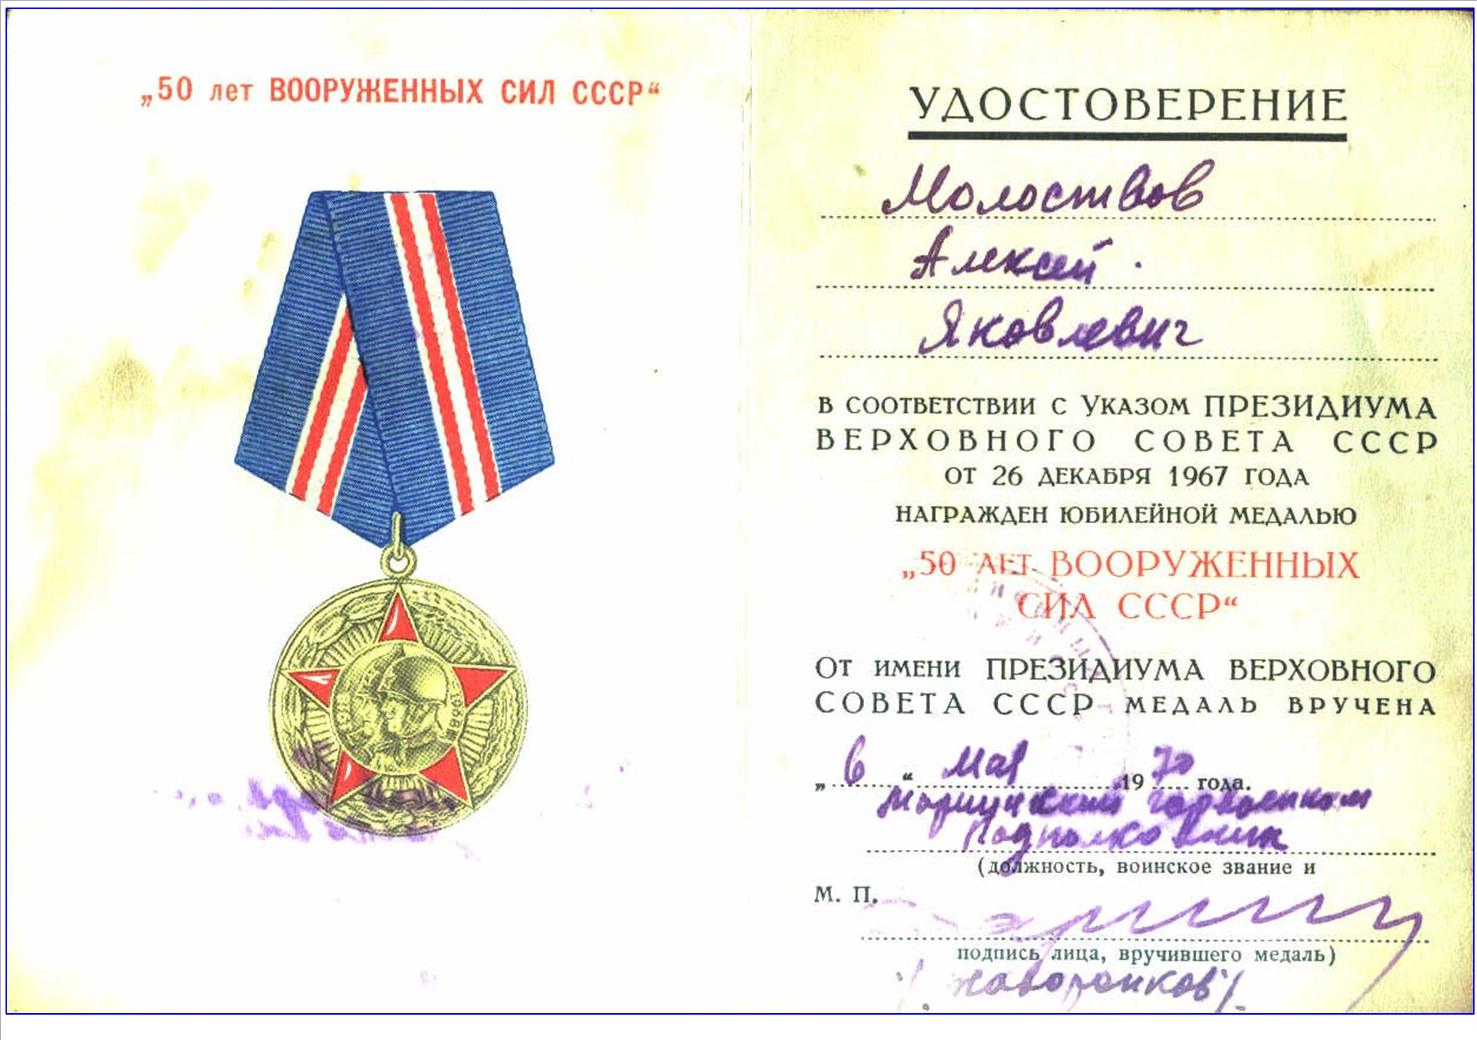 „50 лет ВООРУЖЕННЫХ СИЛ СССР“
УДОСТОВЕРЕНИЕ
Молоствов
Алексей
Яковлевич
В СООТВЕТСТВИИ С УКАЗОМ ПРЕЗИДИУМА
ВЕРХОВНОГО СОВЕТА СССР
ОТ 26 ДЕКАБРЯ 1967 ГОДА
НАГРАЖДЕН ЮБИЛЕЙНОЙ МЕДАЛЬЮ
„50 ЛЕТ ВООРУЖЕННЫХ
СИЛ СССР“
ОТ ИМЕНИ ПРЕЗИДИУМА ВЕРХОВНОГО
СОВЕТА СССР МЕДАЛЬ ВРУЧЕНА
„6“ Мая 1970 года.
горвоенком
Подполковник
(должность, воинское звание и
М. П.
подпись лица, вручившего медаль)